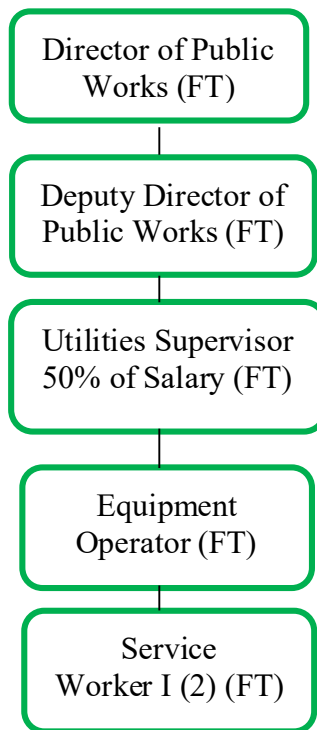 Director of Public
Works (FT)
Deputy Director of
Public Works (FT)
Utilities Supervisor
50% of Salary (FT)
Equipment
Operator (FT)
Service
Worker I (2) (FT)